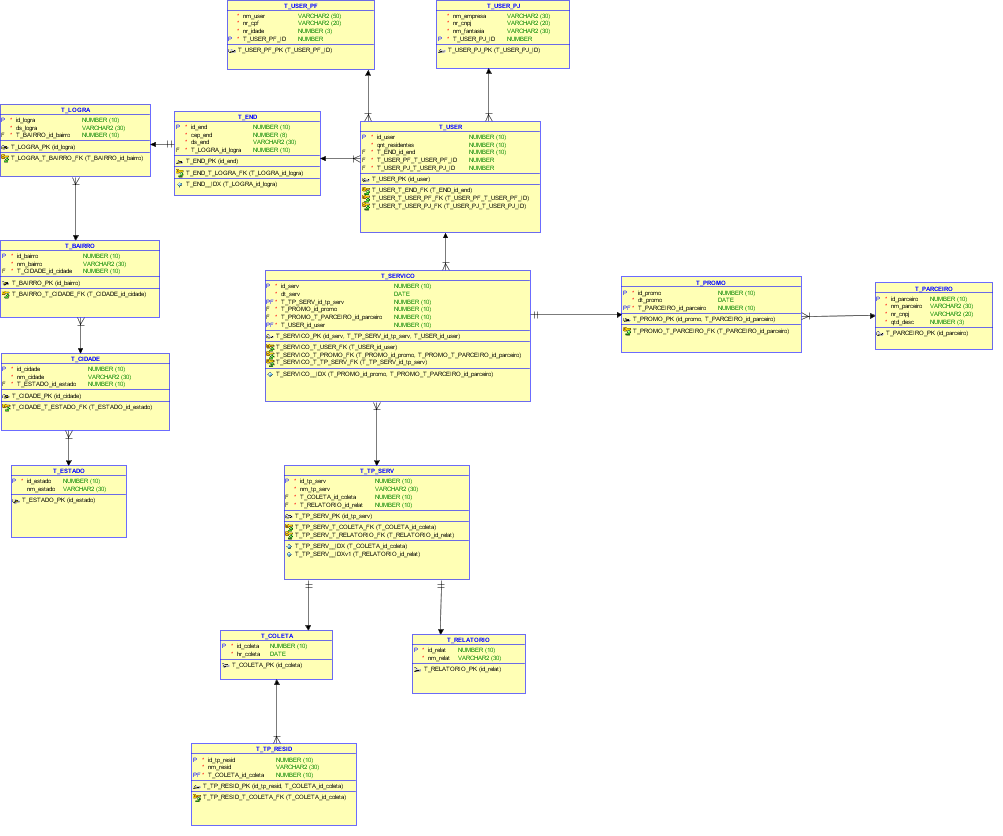 T_USER_PF
* nm_user VARCHAR2 (50)
* nr_cpf VARCHAR2 (20)
* nr_idade NUMBER (3)
P * T_USER_PF_ID NUMBER
T_USER_PF_PK (T_USER_PF_ID)
T_USER_PJ
* nm_empresa VARCHAR2 (30)
* nr_cnpj VARCHAR2 (20)
* nm_fantasia VARCHAR2 (30)
P * T_USER_PJ_ID NUMBER
T_USER_PJ_PK (T_USER_PJ_ID)
T_LOGRA
P * id_logra NUMBER (10)
* ds_logra VARCHAR2 (30)
F * T_BAIRRO_id_bairro NUMBER (10)
T_LOGRA_PK (id_logra)
T_LOGRA_T_BAIRRO_FK (T_BAIRRO_id_bairro)
T_END
P * id_end NUMBER (10)
* cep_end NUMBER (8)
* ds_end VARCHAR2 (30)
F * T_LOGRA_id_logra NUMBER (10)
T_END_PK (id_end)
T_END_T_LOGRA_FK (T_LOGRA_id_logra)
T_END__IDX (T_LOGRA_id_logra)
T_USER
P * id_user NUMBER (10)
* qnt_residentes NUMBER (10)
F * T_END_id_end NUMBER (10)
F * T_USER_PF_T_USER_PF_ID NUMBER
F * T_USER_PJ_T_USER_PJ_ID NUMBER
T_USER_PK (id_user)
T_USER_T_END_FK (T_END_id_end)
T_USER_T_USER_PF_FK (T_USER_PF_T_USER_PF_ID)
T_USER_T_USER_PJ_FK (T_USER_PJ_T_USER_PJ_ID)
T_BAIRRO
P * id_bairro NUMBER (10)
* nm_bairro VARCHAR2 (30)
F * T_CIDADE_id_cidade NUMBER (10)
T_BAIRRO_PK (id_bairro)
T_BAIRRO_T_CIDADE_FK (T_CIDADE_id_cidade)
T_SERVICO
P * id_serv NUMBER (10)
* dt_serv DATE
PF * T_TP_SERV_id_tp_serv NUMBER (10)
F * T_PROMO_id_promo NUMBER (10)
F * T_PROMO_T_PARCEIRO_id_parceiro NUMBER (10)
PF * T_USER_id_user NUMBER (10)
T_SERVICO_PK (id_serv, T_TP_SERV_id_tp_serv, T_USER_id_user)
T_SERVICO_T_USER_FK (T_USER_id_user)
T_SERVICO_T_PROMO_FK (T_PROMO_id_promo, T_PROMO_T_PARCEIRO_id_parceiro)
T_SERVICO_T_TP_SERV_FK (T_TP_SERV_id_tp_serv)
T_SERVICO__IDX (T_PROMO_id_promo, T_PROMO_T_PARCEIRO_id_parceiro)
T_PROMO
P * id_promo NUMBER (10)
* dt_promo DATE
PF * T_PARCEIRO_id_parceiro NUMBER (10)
T_PROMO_PK (id_promo, T_PARCEIRO_id_parceiro)
T_PROMO_T_PARCEIRO_FK (T_PARCEIRO_id_parceiro)
T_PARCEIRO
P * id_parceiro NUMBER (10)
* nm_parceiro VARCHAR2 (30)
* nr_cnpj VARCHAR2 (20)
* qtd_desc NUMBER (3)
T_PARCEIRO_PK (id_parceiro)
T_CIDADE
P * id_cidade NUMBER (10)
* nm_cidade VARCHAR2 (30)
F * T_ESTADO_id_estado NUMBER (10)
T_CIDADE_PK (id_cidade)
T_CIDADE_T_ESTADO_FK (T_ESTADO_id_estado)
T_ESTADO
P * id_estado NUMBER (10)
nm_estado VARCHAR2 (30)
T_ESTADO_PK (id_estado)
T_TP_SERV
P * id_tp_serv NUMBER (10)
* nm_tp_serv VARCHAR2 (30)
F * T_COLETA_id_coleta NUMBER (10)
F * T_RELATORIO_id_relat NUMBER (10)
T_TP_SERV_PK (id_tp_serv)
T_TP_SERV_T_COLETA_FK (T_COLETA_id_coleta)
T_TP_SERV_T_RELATORIO_FK (T_RELATORIO_id_relat)
T_TP_SERV__IDX (T_COLETA_id_coleta)
T_TP_SERV__IDXv1 (T_RELATORIO_id_relat)
T_COLETA
P * id_coleta NUMBER (10)
* hr_coleta DATE
T_COLETA_PK (id_coleta)
T_RELATORIO
P * id_relat NUMBER (10)
* nm_relat VARCHAR2 (30)
T_RELATORIO_PK (id_relat)
T_TP_RESID
P * id_tp_resid NUMBER (10)
* nm_resid VARCHAR2 (30)
PF * T_COLETA_id_coleta NUMBER (10)
T_TP_RESID_PK (id_tp_resid, T_COLETA_id_coleta)
T_TP_RESID_T_COLETA_FK (T_COLETA_id_coleta)